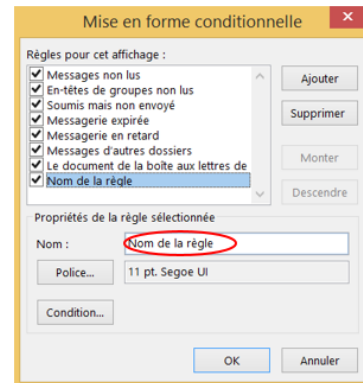 Mise en forme conditionnelle
Règles pour cet affichage :
Messages non lus
En-têtes de groupes non lus
Soumis mais non envoyé
Messagerie expirée
Messagerie en retard
Messages d'autres dossiers
Le document de la boîte aux lettres de
Nom de la règle
Ajouter
Supprimer
Monter
Descendre
Propriétés de la règle sélectionnée
Nom : Nom de la règle
Police... 11 pt. Segoe UI
Condition...
OK Annuler